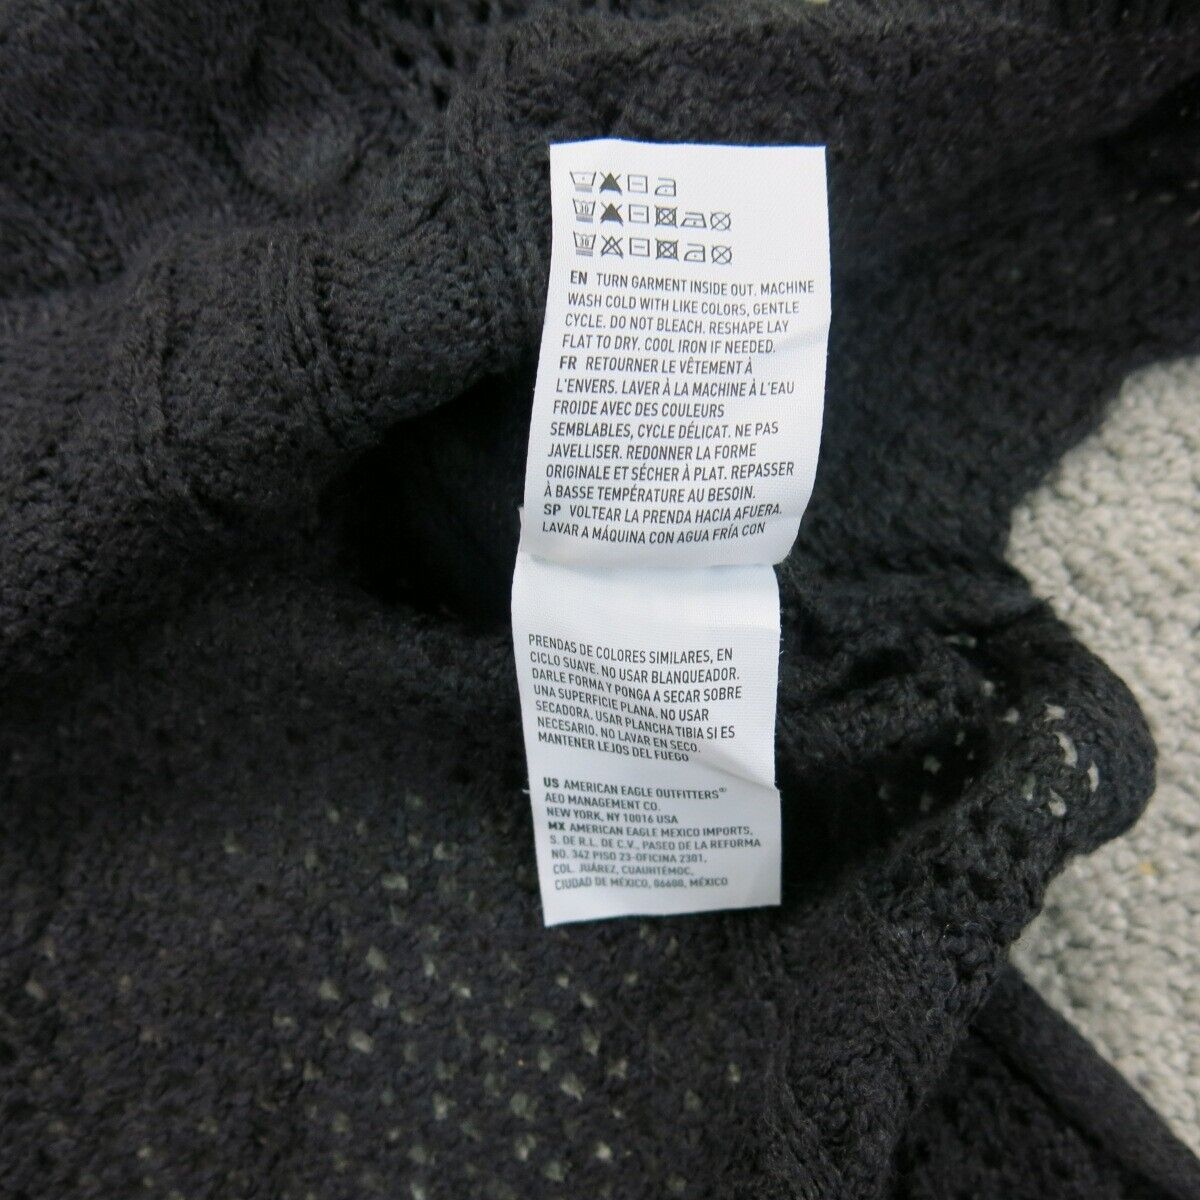 EN TURN GARMENT INSIDE OUT. MACHINE
WASH COLD WITH LIKE COLORS, GENTLE
CYCLE. DO NOT BLEACH. RESHAPE LAY
FLAT TO DRY. COOL IRON IF NEEDED.
FR RETOURNER LE VÊTEMENT À
L'ENVERS. LAVER À LA MACHINE À L'EAU
FROIDE AVEC DES COULEURS
SEMBLABLES, CYCLE DÉLICAT. NE PAS
JAVELLISER. REDONNER LA FORME
ORIGINALE ET SÉCHER À PLAT. REPASSER
À BASSE TEMPÉRATURE AU BESOIN.
SP VOLTEAR LA PRENDA HACIA AFUERA.
LAVAR A MÁQUINA CON AGUA FRÍA CON
PRENDAS DE COLORES SIMILARES, EN
CICLO SUAVE. NO USAR BLANQUEADOR.
DARLE FORMA Y PONGA A SECAR SOBRE
UNA SUPERFICIE PLANA. NO USAR
SECADORA. USAR PLANCHA TIBIA SI ES
NECESARIO. NO LAVAR EN SECO.
MANTENER LEJOS DEL FUEGO
US AMERICAN EAGLE OUTFITTERS®
AEO MANAGEMENT CO.
NEW YORK, NY 10016 USA
MX AMERICAN EAGLE MEXICO IMPORTS,
S. DE R.L. DE C.V., PASEO DE LA REFORMA
NO. 342 PISO 23-OFICINA 2301,
COL. JUÁREZ, CUAUHTÉMOC,
CIUDAD DE MÉXICO, 06600, MÉXICO